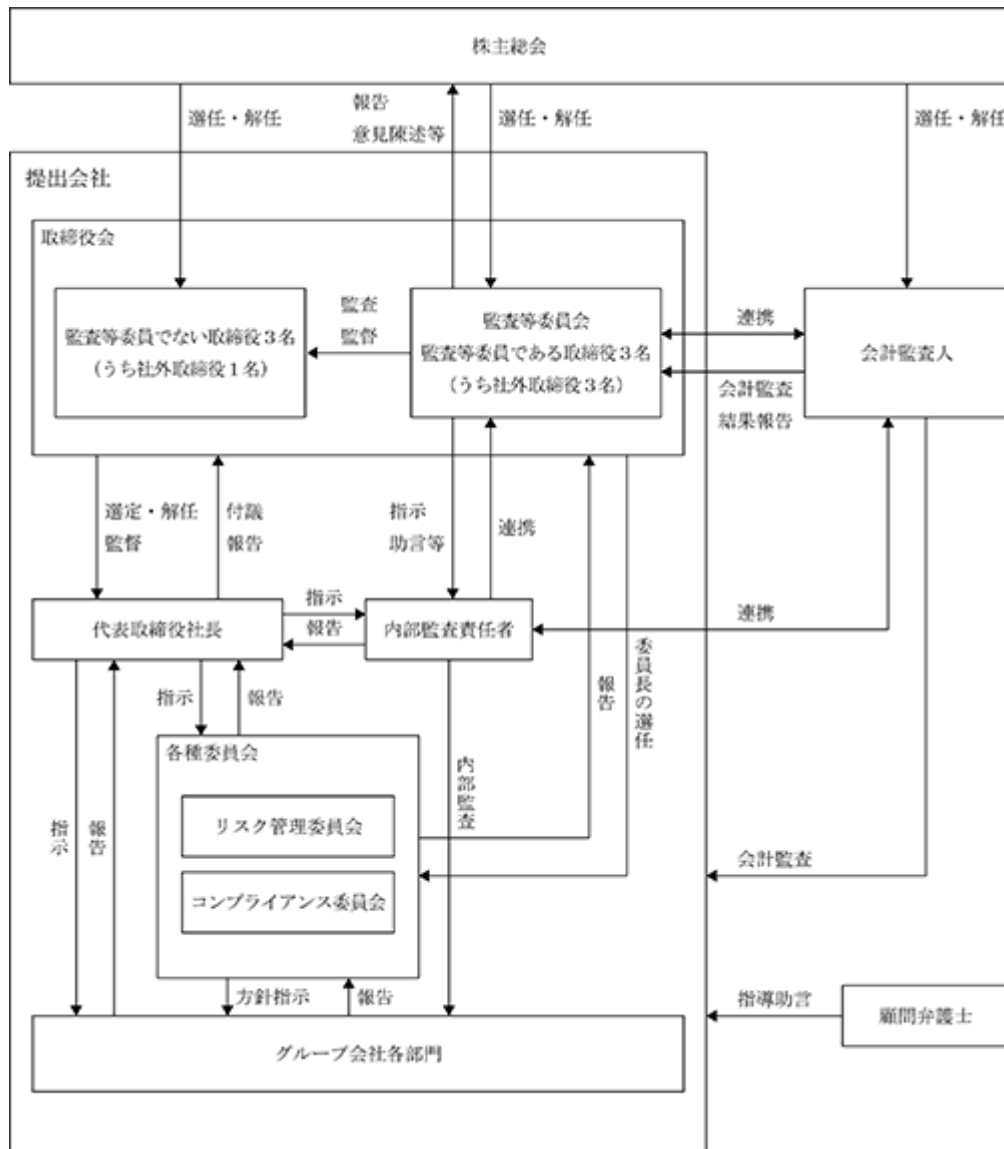 株主総会
選任・解任
報告
意見陳述等
選任・解任
選任・解任
提出会社
取締役会
監査等委員でない取締役3名
（うち社外取締役1名）
監査
監督
監査等委員会
監査等委員である取締役3名
（うち社外取締役3名）
連携
会計監査
結果報告
会計監査人
選定・解任
監督
付議
報告
指示
助言等
連携
代表取締役社長
指示
報告
内部監査責任者
連携
指示
報告
報告
委員長の選任
各種委員会
リスク管理委員会
コンプライアンス委員会
内部監査
指示
報告
会計監査
方針指示
報告
指導助言
顧問弁護士
グループ会社各部門